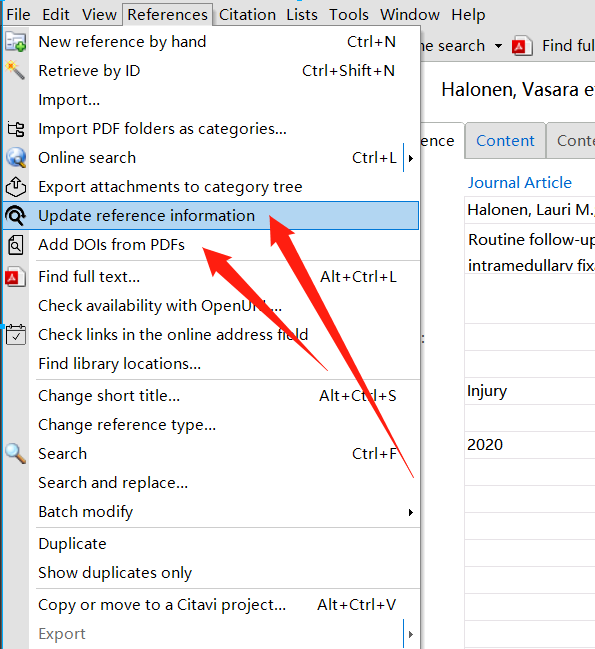 File Edit View References Citation Lists Tools Window Help
New reference by hand Ctrl+N
ne search Find ful
Retrieve by ID Ctrl+Shift+N
Import...
Halonen, Vasara e
Import PDF folders as categories...
ence Content Conte
Online search Ctrl+L
Export attachments to category tree
Journal Article
Update reference information
Halonen, Lauri M.,
Add DOIs from PDFs
Routine follow-up
intramedullary fix
Find full text... Alt+Ctrl+L
Check availability with OpenURL...
Check links in the online address field
Find library locations...
Change short title... Alt+Ctrl+S
Injury
Change reference type...
Search Ctrl+F
2020
Search and replace...
Batch modify
Duplicate
Show duplicates only
Copy or move to a Citavi project... Alt+Ctrl+V
Export